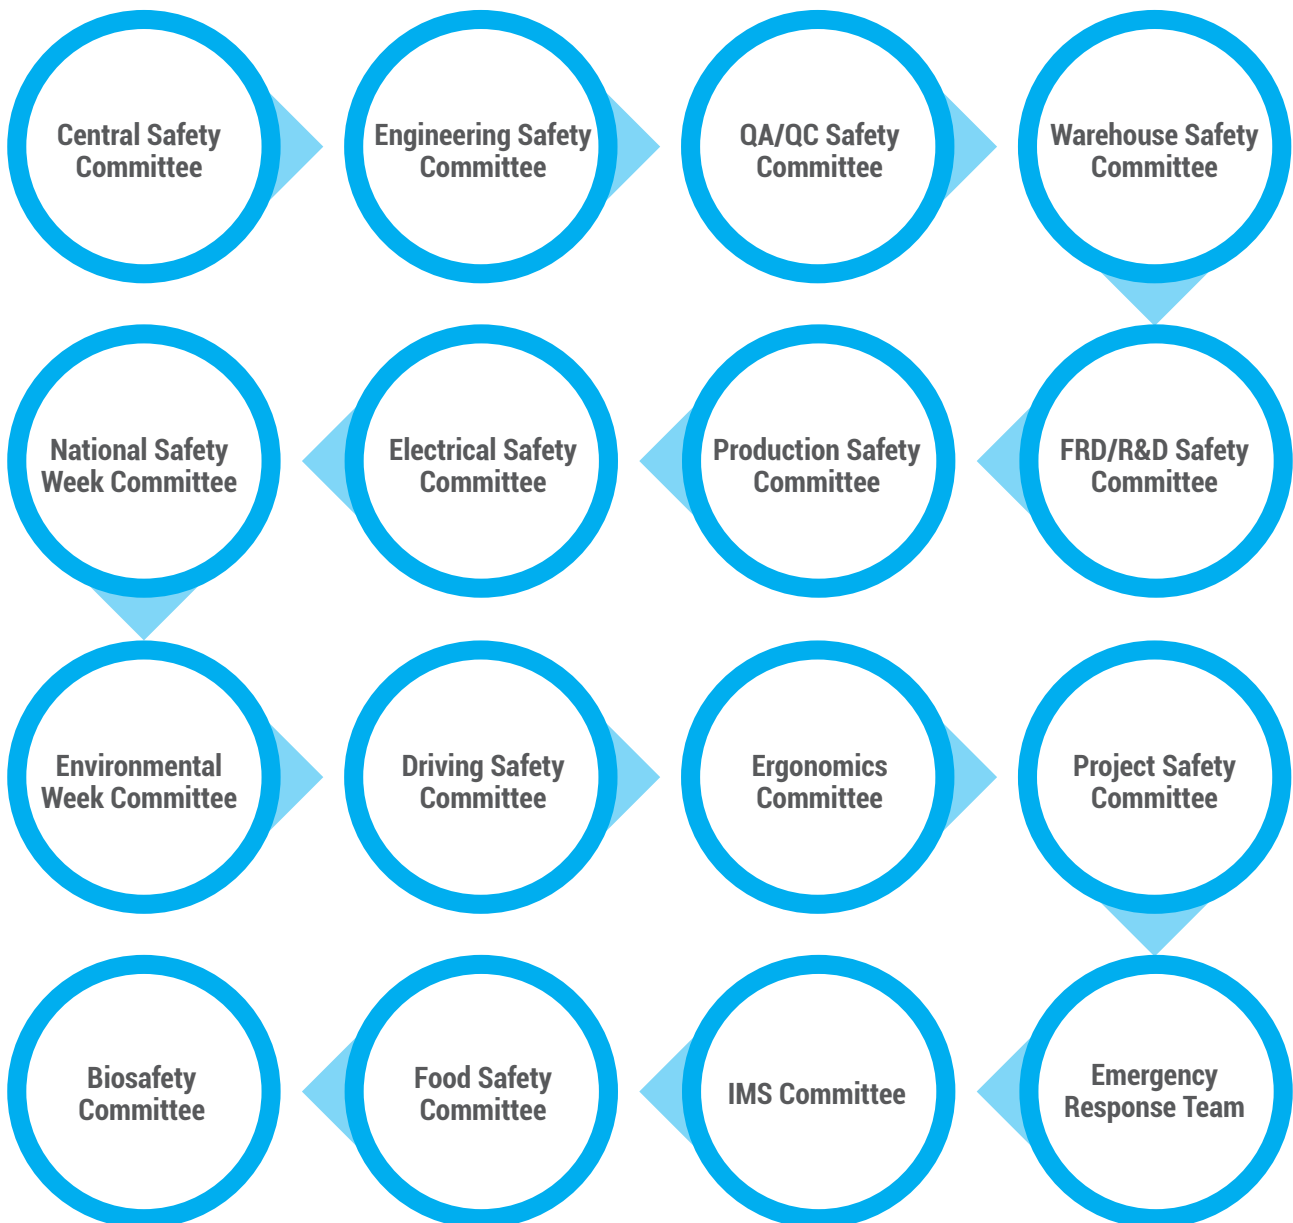 Central Safety
Committee
Engineering Safety
Committee
QA/QC Safety
Committee
Warehouse Safety
Committee
FRD/R&D Safety
Committee
Production Safety
Committee
Electrical Safety
Committee
National Safety
Week Committee
Environmental
Week Committee
Driving Safety
Committee
Ergonomics
Committee
Project Safety
Committee
Emergency
Response Team
IMS Committee
Food Safety
Committee
Biosafety
Committee